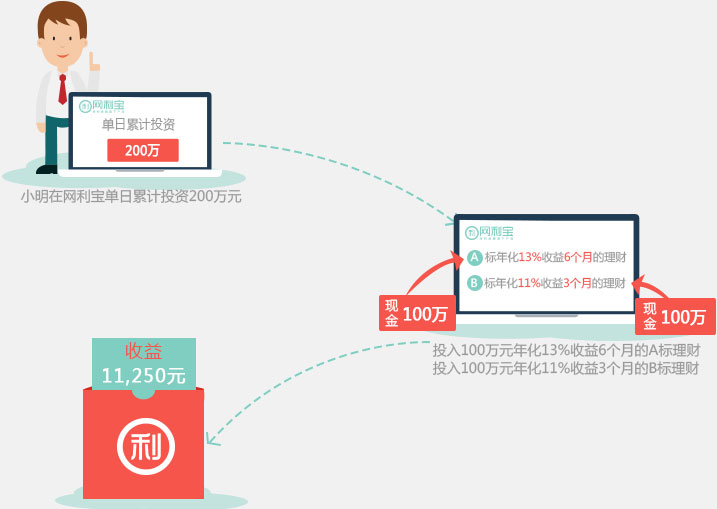 网利宝
单日累计投资
200万
小明在网利宝单日累计投资200万元
网利宝
A 标年化13%收益6个月的理财
B 标年化11%收益3个月的理财
现金 100万
现金 100万
投入100万元年化13%收益6个月的A标理财
投入100万元年化11%收益3个月的B标理财
收益
11,250元
利